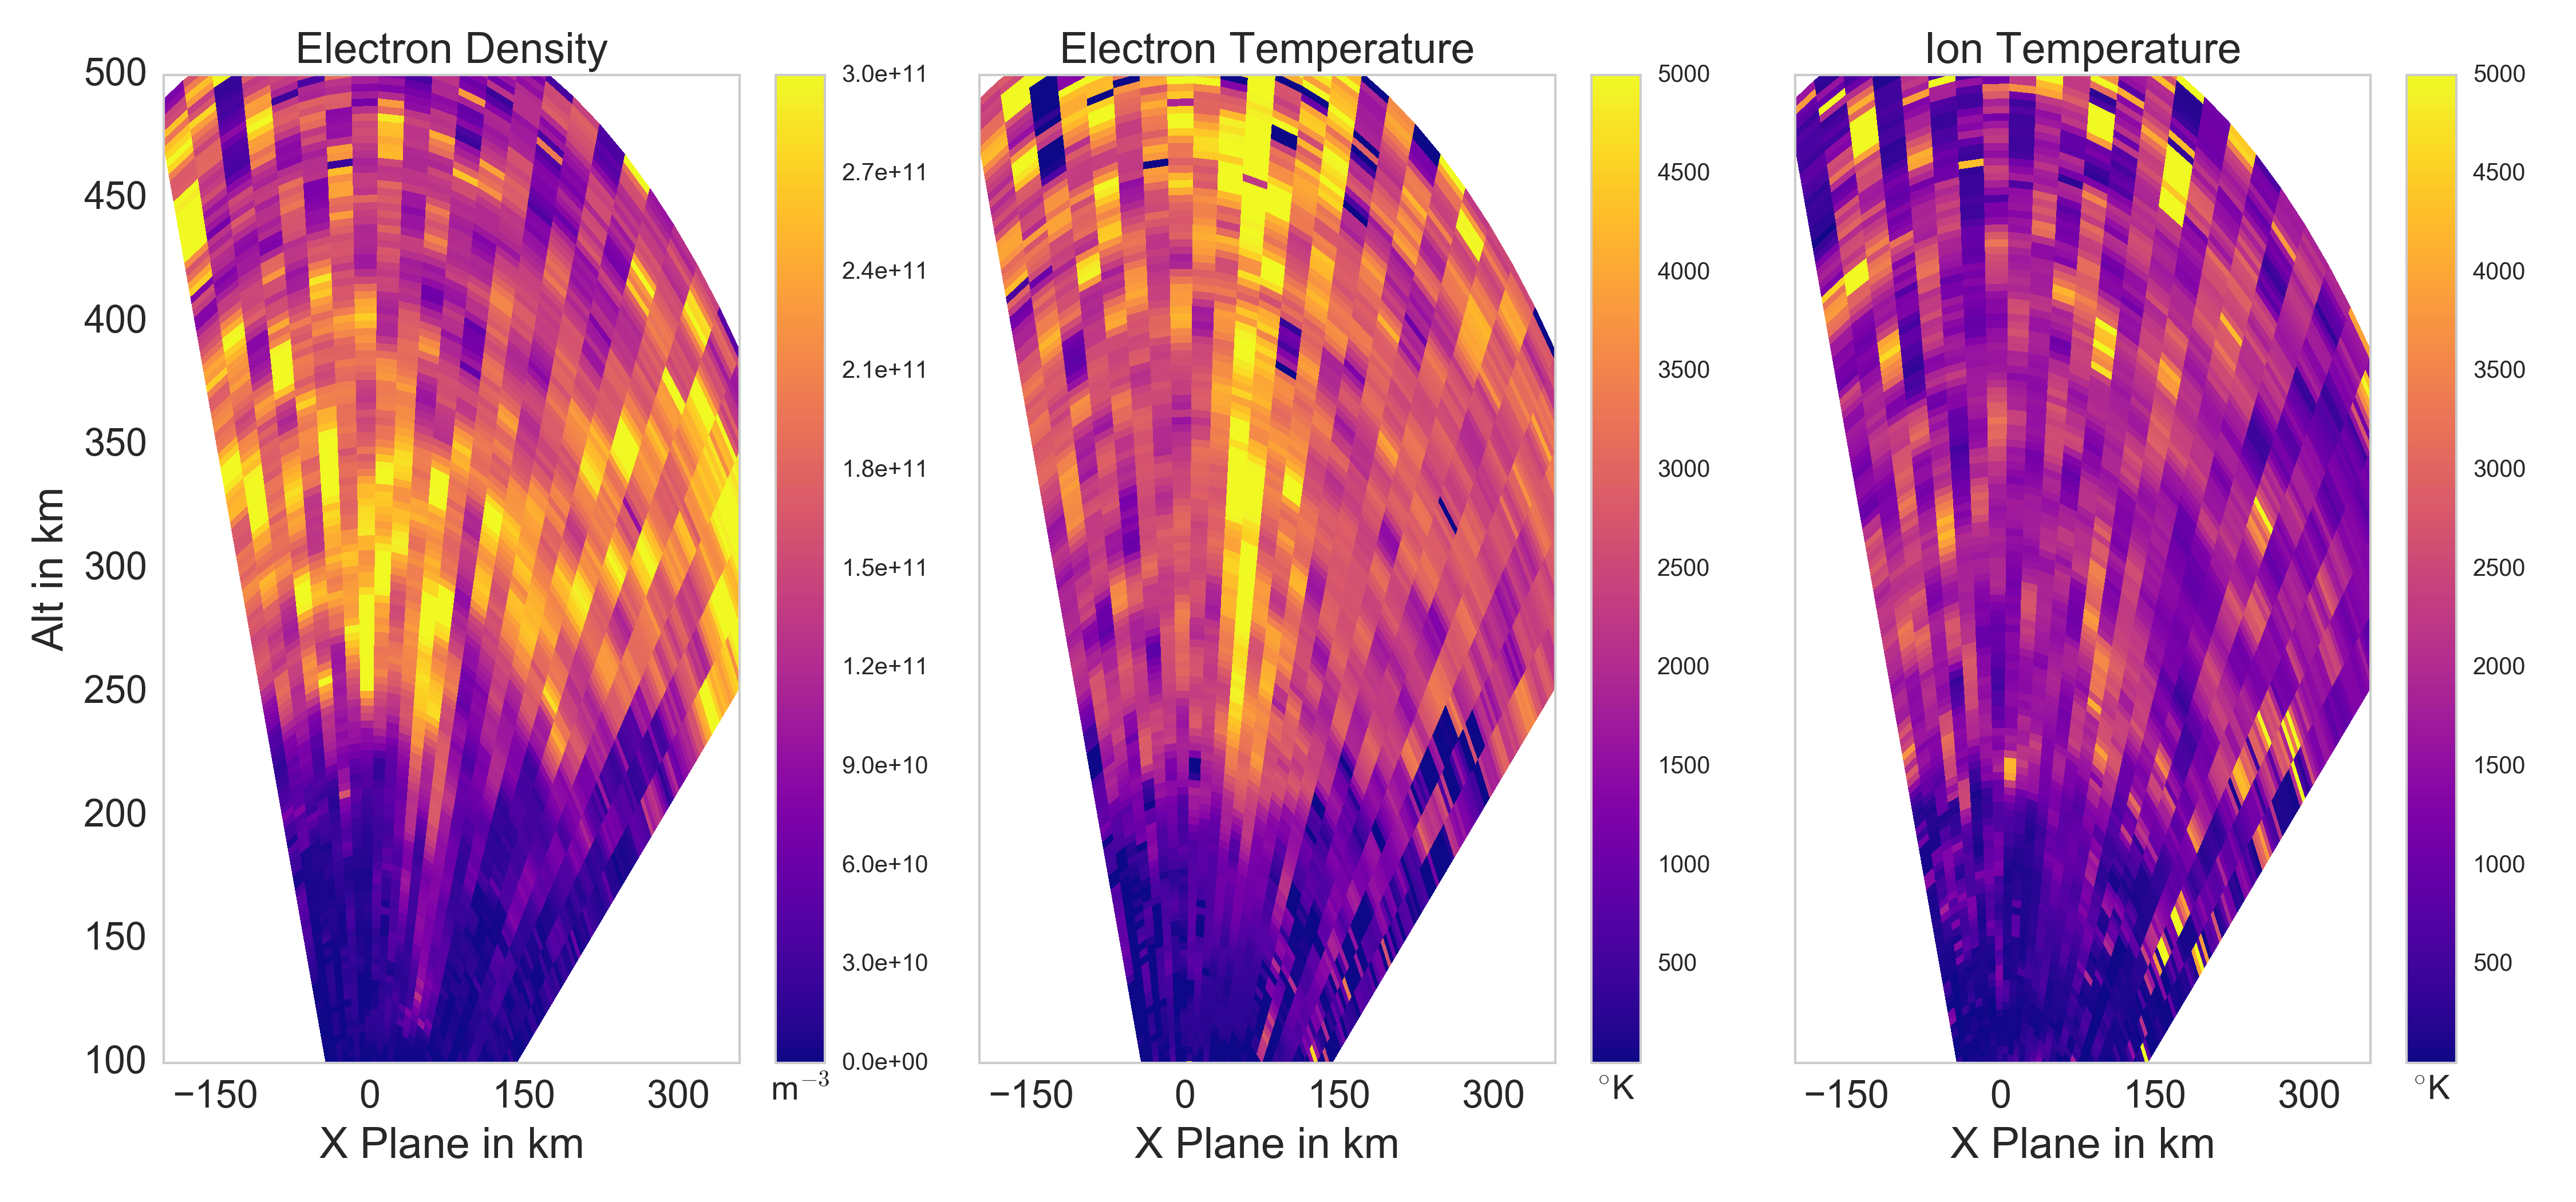 Electron Density
Electron Temperature
Ion Temperature
Alt in km
500
450
400
350
300
250
200
150
100
−150 0 150 300
X Plane in km
3.0e+11
2.7e+11
2.4e+11
2.1e+11
1.8e+11
1.5e+11
1.2e+11
9.0e+10
6.0e+10
3.0e+10
0.0e+00
m⁻³
−150 0 150 300
X Plane in km
5000
4500
4000
3500
3000
2500
2000
1500
1000
500
°K
−150 0 150 300
X Plane in km
5000
4500
4000
3500
3000
2500
2000
1500
1000
500
°K